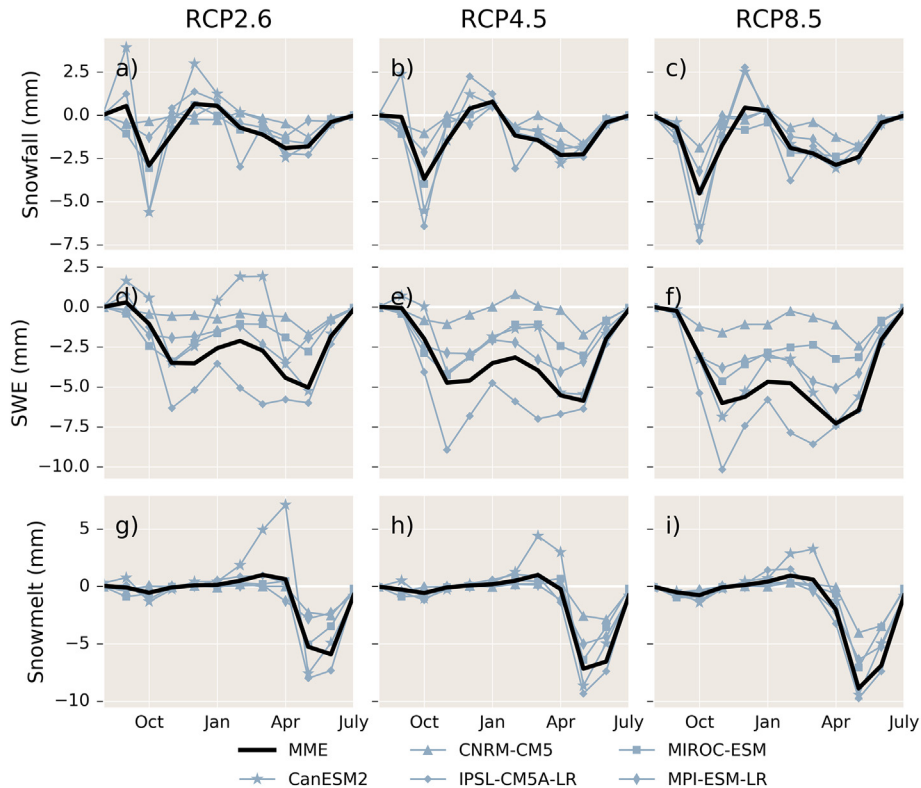 RCP2.6 RCP4.5 RCP8.5
Snowfall (mm)
2.5
0.0
−2.5
−5.0
−7.5
a) b) c)
SWE (mm)
2.5
0.0
−2.5
−5.0
−7.5
−10.0
d) e) f)
Snowmelt (mm)
5
0
−5
−10
g) h) i)
Oct Jan Apr July Oct Jan Apr July Oct Jan Apr July
MME CNRM-CM5 MIROC-ESM
CanESM2 IPSL-CM5A-LR MPI-ESM-LR